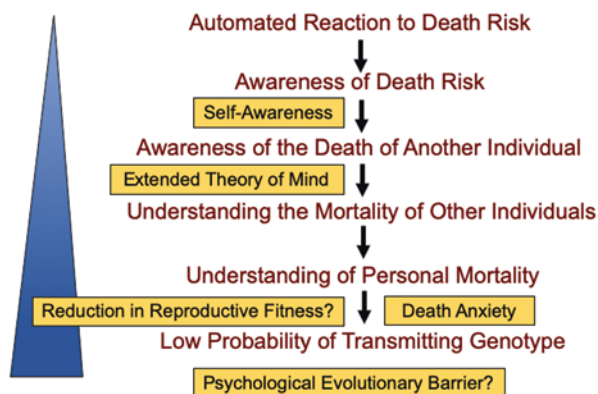 Automated Reaction to Death Risk
Awareness of Death Risk
Self-Awareness
Awareness of the Death of Another Individual
Extended Theory of Mind
Understanding the Mortality of Other Individuals
Understanding of Personal Mortality
Reduction in Reproductive Fitness?
Death Anxiety
Low Probability of Transmitting Genotype
Psychological Evolutionary Barrier?